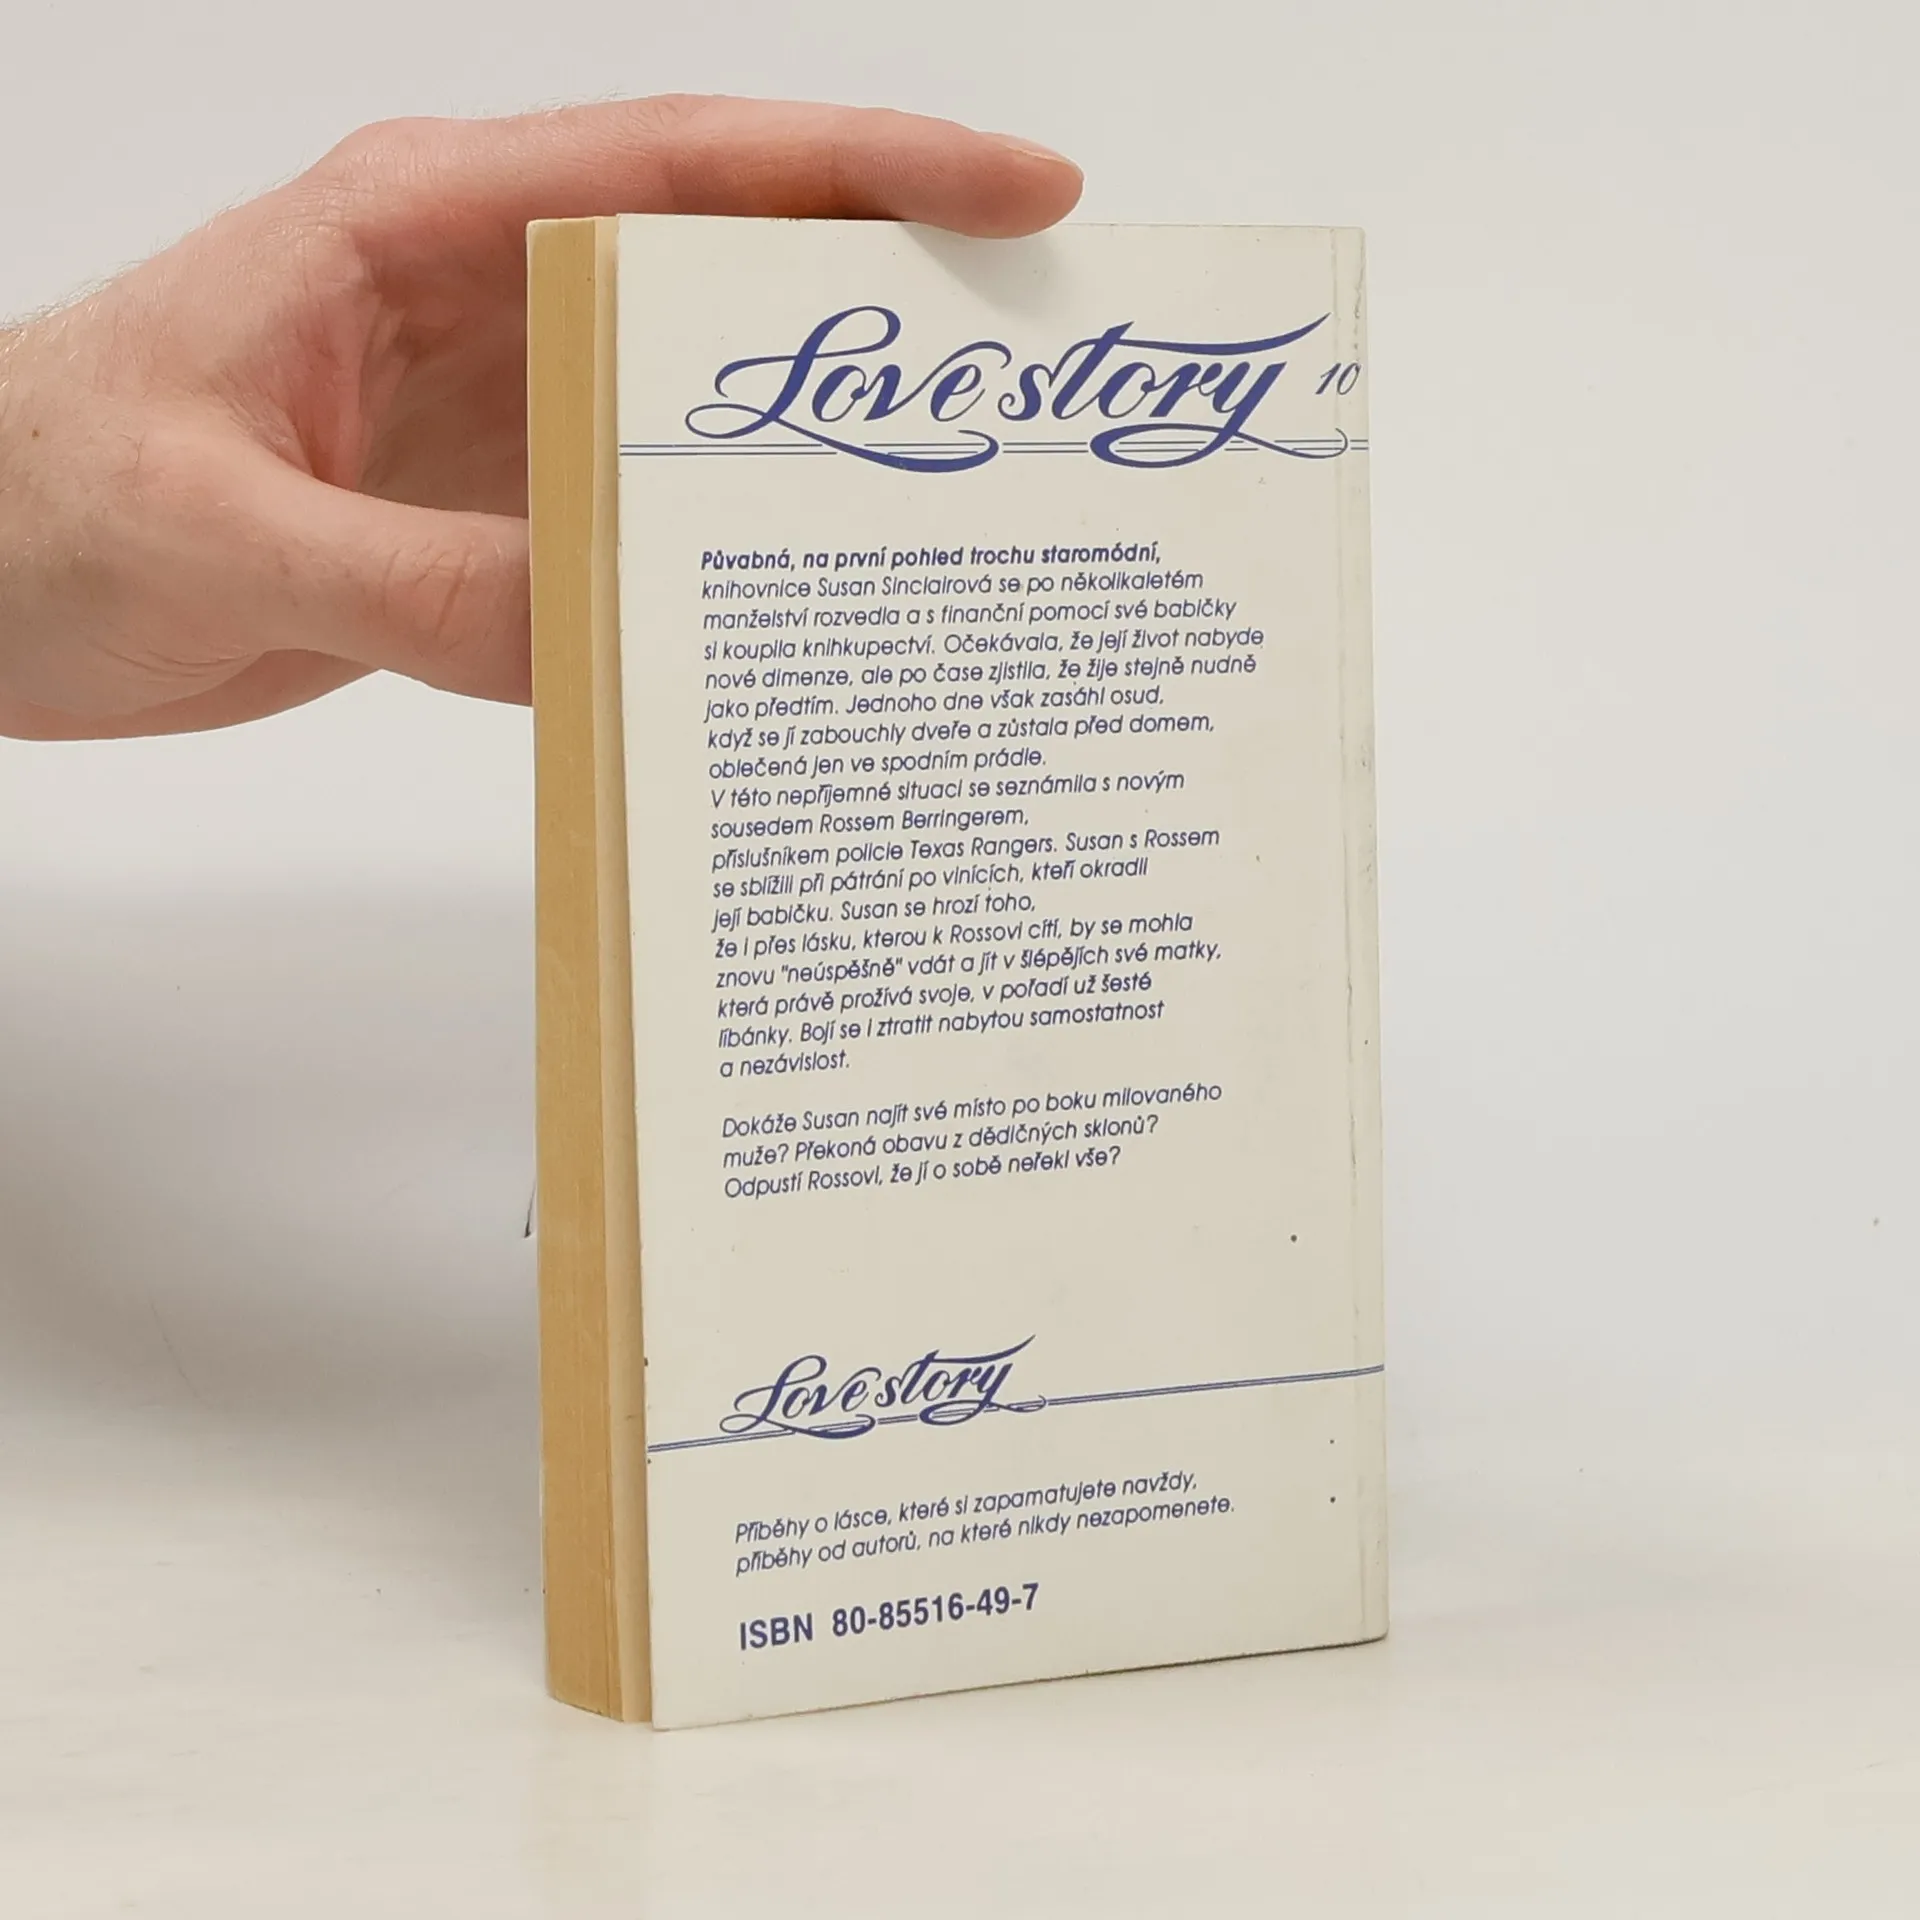 Love story 10
Půvabná, na první pohled trochu staromódní,
knihovnice Susan Sinclairová se po několikaletém
manželství rozvedla a s finanční pomocí své babičky
si koupila knihkupectví. Očekávala, že její život nabyde
nové dimenze, ale po čase zjistila, že žije stejně nudně
jako předtím. Jednoho dne však zasáhl osud,
když se jí zabouchly dveře a zůstala před domem,
oblečená jen ve spodním prádle.
V této nepříjemné situaci se seznámila s novým
sousedem Rossem Berringerem,
příslušníkem policie Texas Rangers. Susan s Rossem
se sblížili při pátrání po vinících, kteří okradli
její babičku. Susan se hrozí toho,
že i přes lásku, kterou k Rossovi cítí, by se mohla
znovu "neúspěšně" vdát a jít v šlépějích své matky,
která právě prožívá svoje, v pořadí už šesté
líbánky. Bojí se i ztratit nabytou samostatnost
a nezávislost.
Dokáže Susan najít své místo po boku milovaného
muže? Překoná obavu z dědičných sklonů?
Odpustí Rossovi, že jí o sobě neřekl vše?
Love story
Příběhy o lásce, které si zapamatujete navždy,
příběhy od autorů, na které nikdy nezapomenete.
ISBN 80-85516-49-7